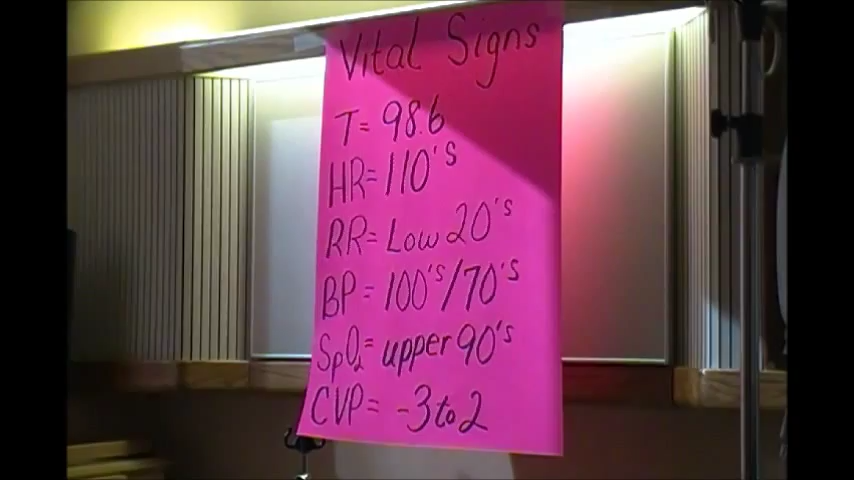 Vital Signs
T= 98.6
HR= 110's
RR= Low 20's
BP= 100's/70's
SpO₂= upper 90's
CVP= -3 to 2